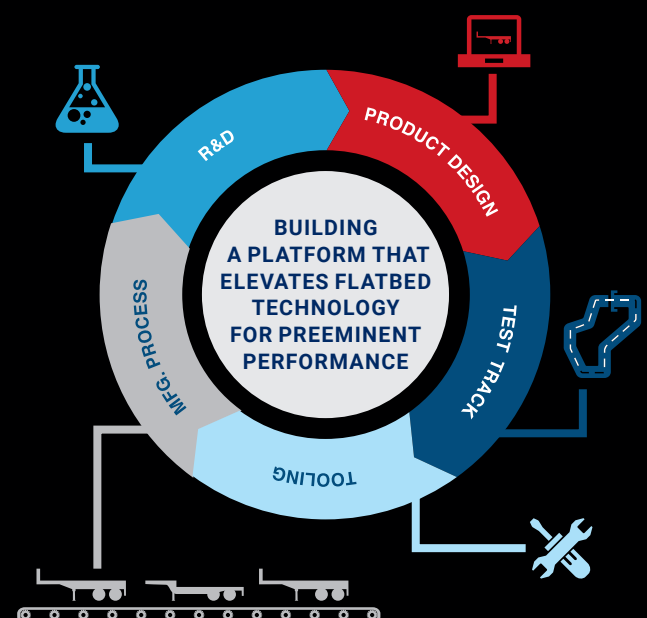 R&D
PRODUCT DESIGN
BUILDING
A PLATFORM THAT
ELEVATES FLATBED
TECHNOLOGY
FOR PREEMINENT
PERFORMANCE
TEST TRACK
TOOLING
MFG. PROCESS